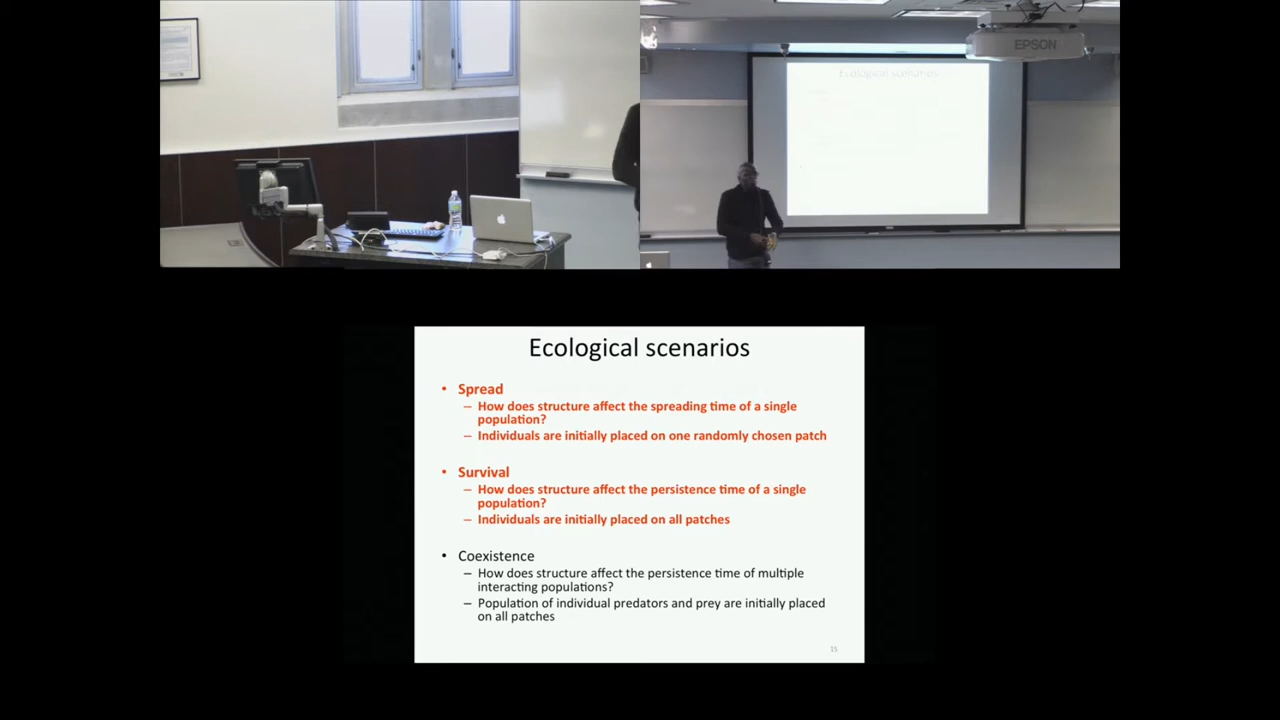 EPSON
Ecological scenarios
Ecological scenarios
• Spread
– How does structure affect the spreading time of a single
population?
– Individuals are initially placed on one randomly chosen patch
• Survival
– How does structure affect the persistence time of a single
population?
– Individuals are initially placed on all patches
• Coexistence
– How does structure affect the persistence time of multiple
interacting populations?
– Population of individual predators and prey are initially placed
on all patches
15